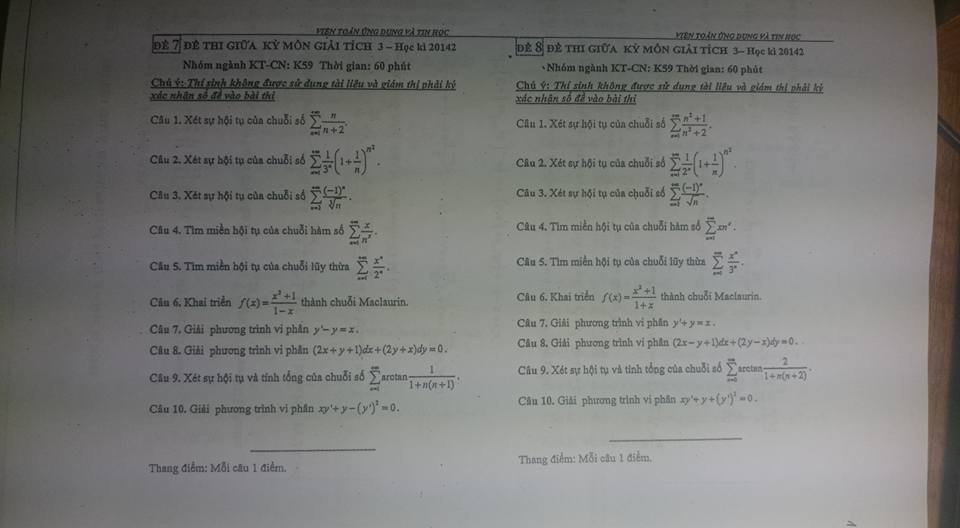 VIỆN TOÁN ỨNG DỤNG VÀ TIN HỌC
ĐỀ 7 ĐỀ THI GIỮA KỲ MÔN GIẢI TÍCH 3 – Học kì 20142
Nhóm ngành KT-CN: K59 Thời gian: 60 phút
Chú ý: Thí sinh không được sử dụng tài liệu và giám thị phải ký
xác nhận số đề vào bài thi
Câu 1. Xét sự hội tụ của chuỗi số \sum_{n=1}^{+\infty} \frac{n}{n+2}.
Câu 2. Xét sự hội tụ của chuỗi số \sum_{n=1}^{+\infty} \frac{1}{3^n}\left(1+\frac{1}{n}\right)^{n^2}.
Câu 3. Xét sự hội tụ của chuỗi số \sum_{n=2}^{+\infty} \frac{(-1)^n}{\sqrt[3]{n}}.
Câu 4. Tìm miền hội tụ của chuỗi hàm số \sum_{n=1}^{+\infty} \frac{x}{n^x}.
Câu 5. Tìm miền hội tụ của chuỗi lũy thừa \sum_{n=1}^{+\infty} \frac{x^n}{2^n}.
Câu 6. Khai triển f(x)=\frac{x^2+1}{1-x} thành chuỗi Maclaurin.
Câu 7. Giải phương trình vi phân y'-y=x.
Câu 8. Giải phương trình vi phân (2x+y+1)dx+(2y+x)dy=0.
Câu 9. Xét sự hội tụ và tính tổng của chuỗi số \sum_{n=1}^{+\infty} arctan\frac{1}{1+n(n+1)}.
Câu 10. Giải phương trình vi phân xy'+y-(y')^2=0.
Thang điểm: Mỗi câu 1 điểm.
VIỆN TOÁN ỨNG DỤNG VÀ TIN HỌC
ĐỀ 8 ĐỀ THI GIỮA KỲ MÔN GIẢI TÍCH 3– Học kì 20142
Nhóm ngành KT-CN: K59 Thời gian: 60 phút
Chú ý: Thí sinh không được sử dụng tài liệu và giám thị phải ký
xác nhận số đề vào bài thi
Câu 1. Xét sự hội tụ của chuỗi số \sum_{n=1}^{+\infty} \frac{n^2+1}{n^2+2}.
Câu 2. Xét sự hội tụ của chuỗi số \sum_{n=1}^{+\infty} \frac{1}{2^n}\left(1+\frac{1}{n}\right)^{n^2}.
Câu 3. Xét sự hội tụ của chuỗi số \sum_{n=2}^{+\infty} \frac{(-1)^n}{\sqrt{n}}.
Câu 4. Tìm miền hội tụ của chuỗi hàm số \sum_{n=1}^{+\infty} xn^x.
Câu 5. Tìm miền hội tụ của chuỗi lũy thừa \sum_{n=1}^{+\infty} \frac{x^n}{3^n}.
Câu 6. Khai triển f(x)=\frac{x^2+1}{1+x} thành chuỗi Maclaurin.
Câu 7. Giải phương trình vi phân y'+y=x.
Câu 8. Giải phương trình vi phân (2x-y+1)dx+(2y-x)dy=0.
Câu 9. Xét sự hội tụ và tính tổng của chuỗi số \sum_{n=0}^{+\infty} arctan\frac{2}{1+n(n+2)}.
Câu 10. Giải phương trình vi phân xy'+y+(y')^2=0.
Thang điểm: Mỗi câu 1 điểm.